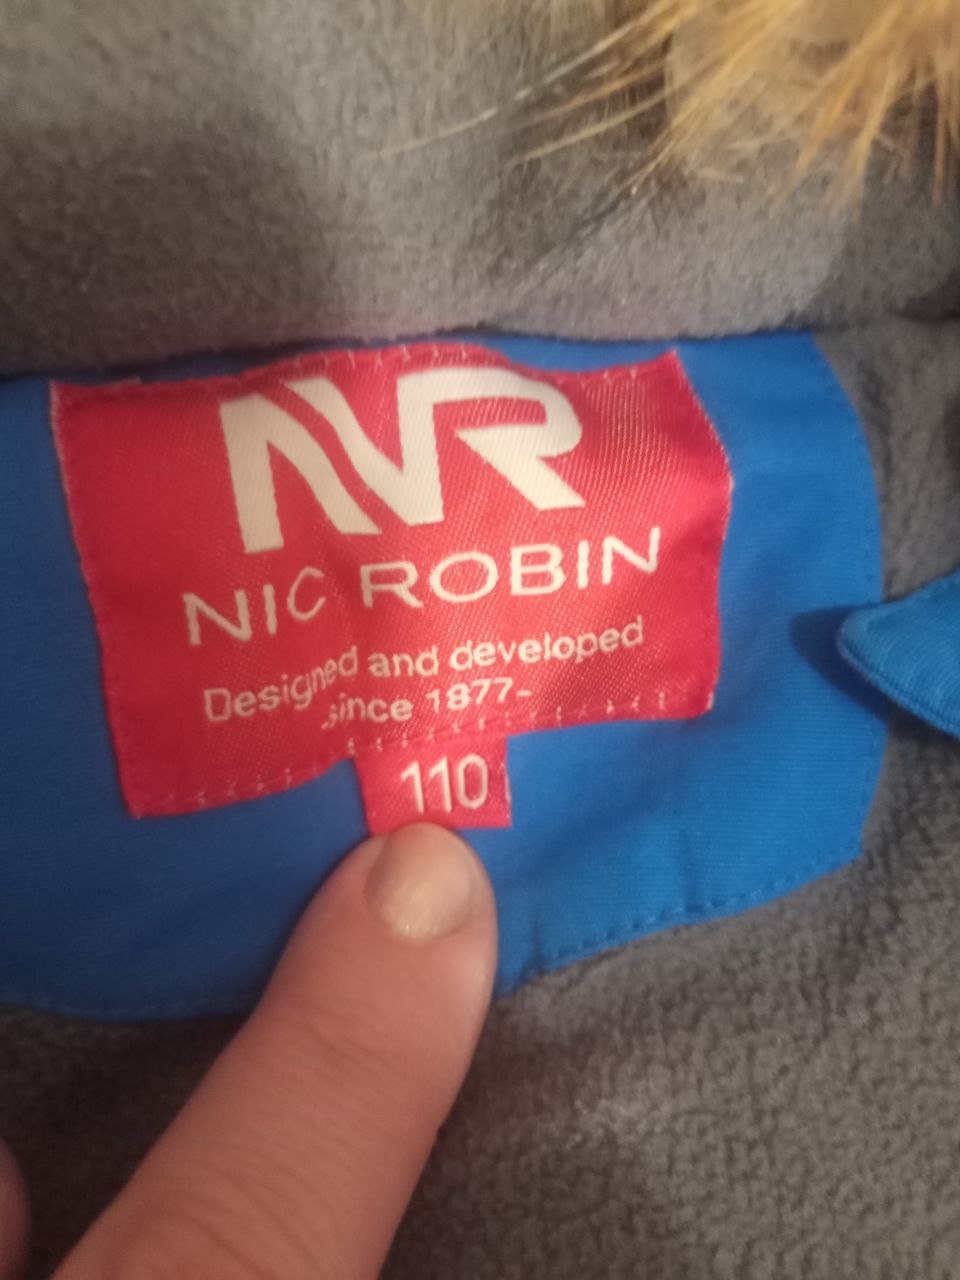 NR
NIC ROBIN
Designed and developed
since 1877-
110